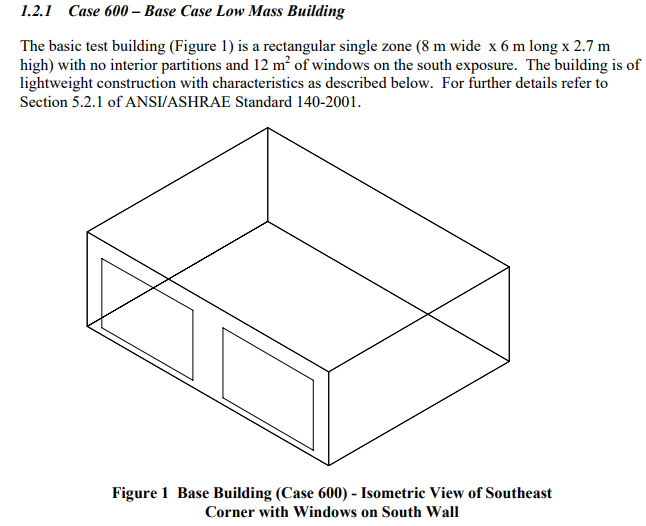 1.2.1 Case 600 – Base Case Low Mass Building
The basic test building (Figure 1) is a rectangular single zone (8 m wide x 6 m long x 2.7 m
high) with no interior partitions and 12 m² of windows on the south exposure. The building is of
lightweight construction with characteristics as described below. For further details refer to
Section 5.2.1 of ANSI/ASHRAE Standard 140-2001.
Figure 1 Base Building (Case 600) - Isometric View of Southeast
Corner with Windows on South Wall